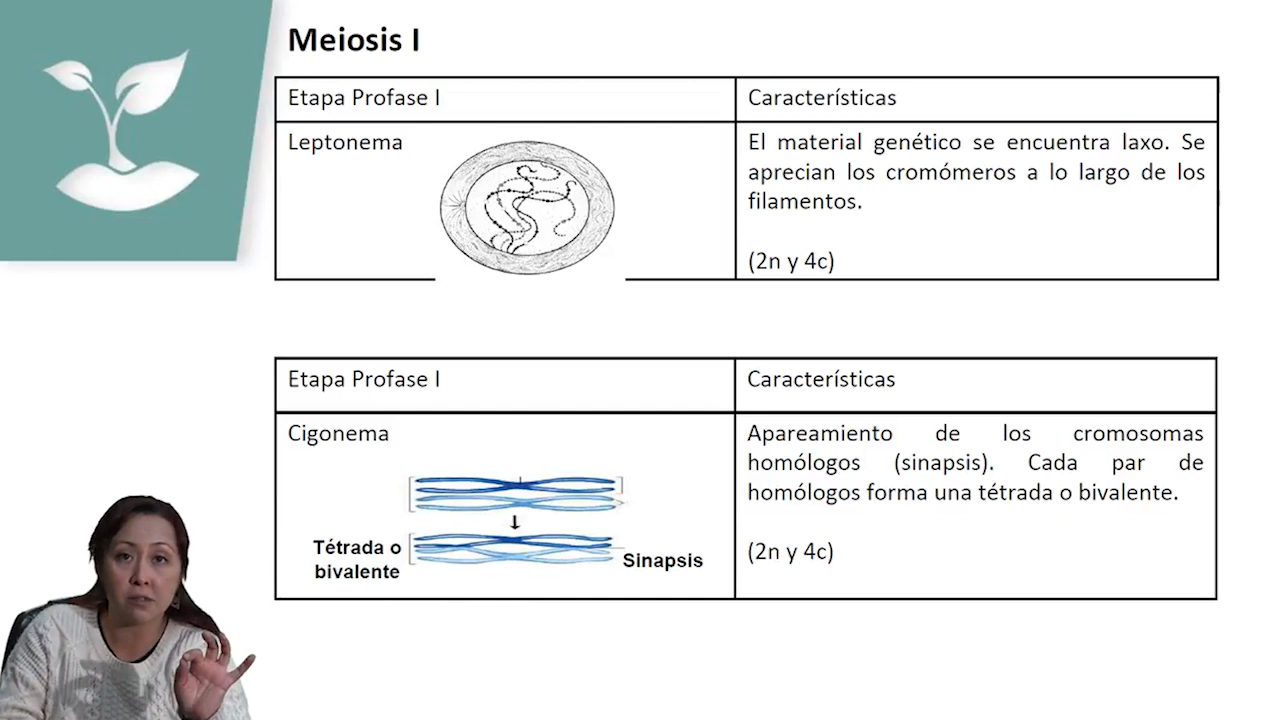 Meiosis I
Etapa Profase I
Características
Leptonema
El material genético se encuentra laxo. Se
aprecian los cromómeros a lo largo de los
filamentos.
(2n y 4c)
Etapa Profase I
Características
Cigonema
Apareamiento de los cromosomas
homólogos (sinapsis). Cada par de
homólogos forma una tétrada o bivalente.
(2n y 4c)
Tétrada o
bivalente
Sinapsis